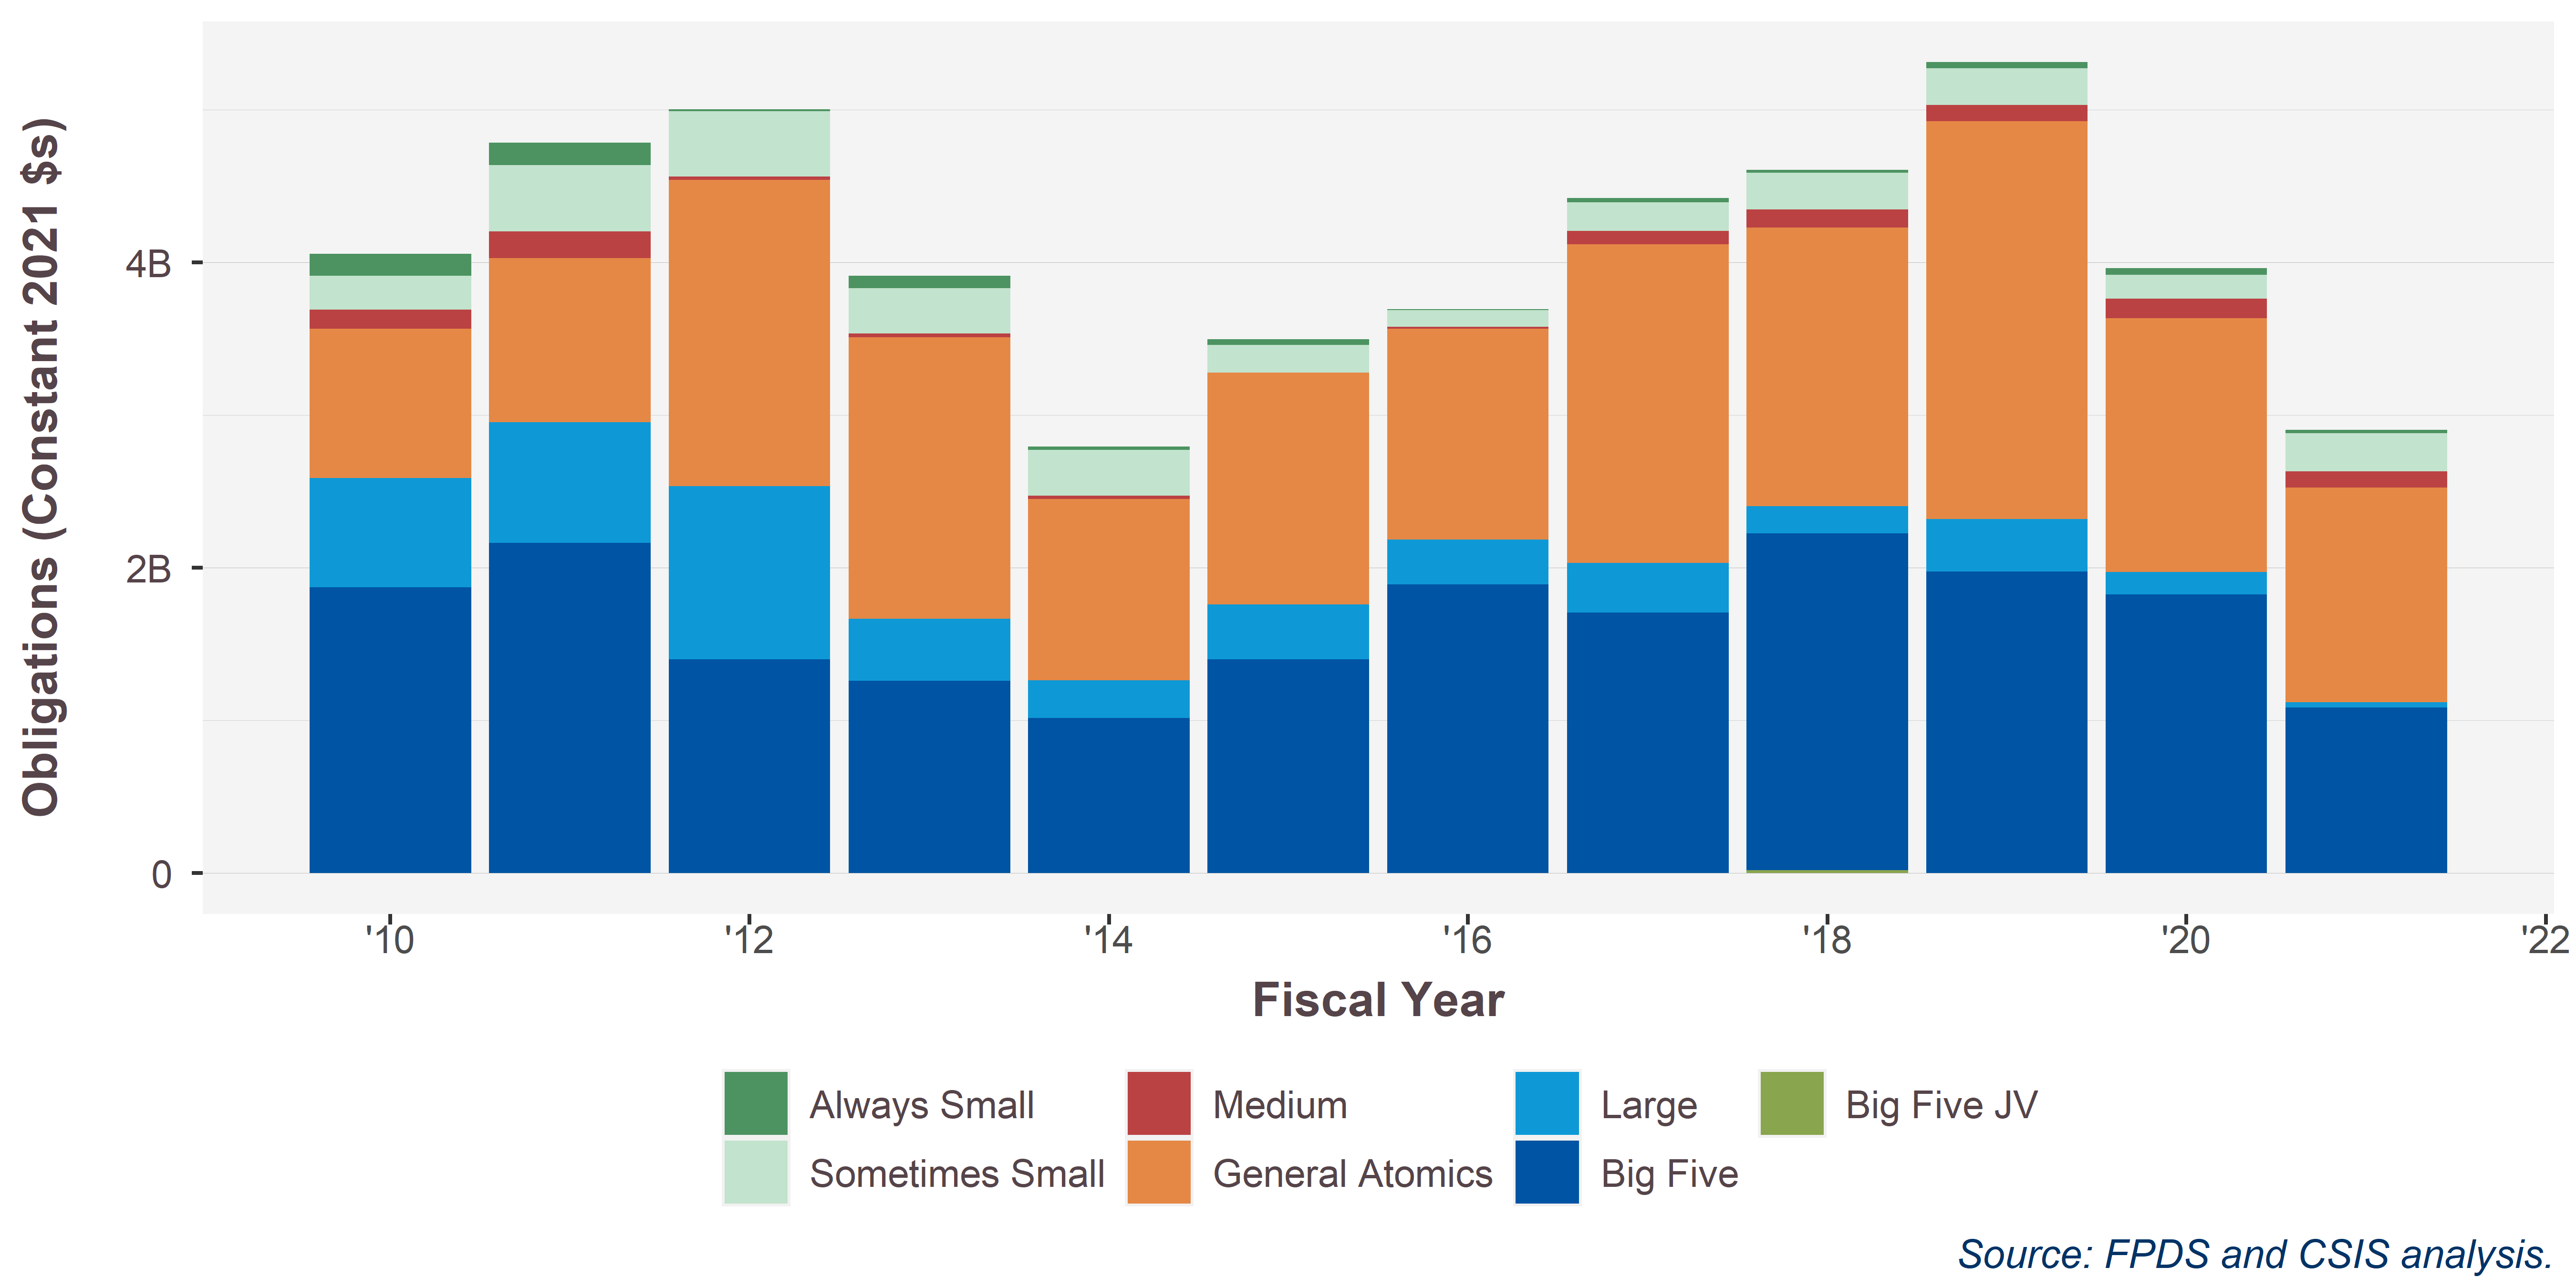 Obligations (Constant 2021 $s)
4B
2B
0
'10 '12 '14 '16 '18 '20 '22
Fiscal Year
Always Small Medium Large Big Five JV
Sometimes Small General Atomics Big Five
Source: FPDS and CSIS analysis.